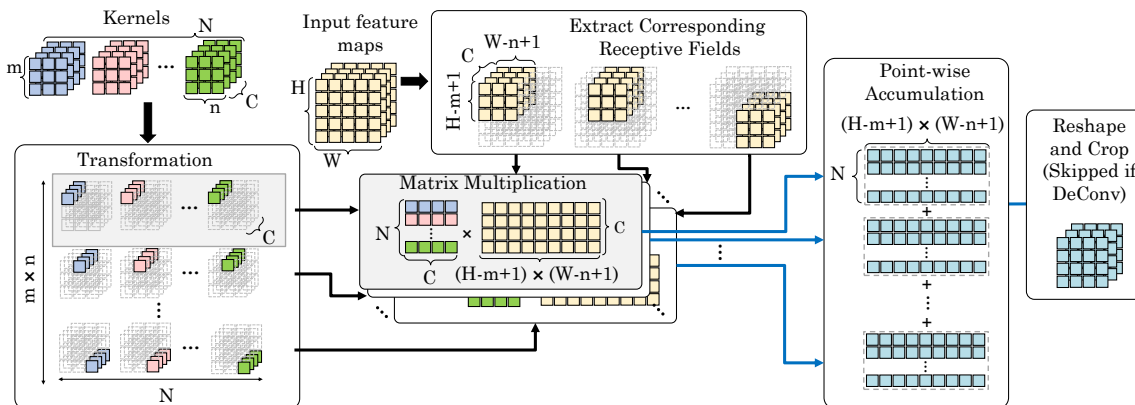 Kernels
N
m
n
C
...
Input feature
maps
H
W
Extract Corresponding
Receptive Fields
W-n+1
C
H-m+1
...
Transformation
...
C
m × n
...
...
...
N
Matrix Multiplication
N
×
C
C
(H-m+1) × (W-n+1)
...
...
...
Point-wise
Accumulation
(H-m+1) × (W-n+1)
N
...
+
...
+
...
+
...
Reshape
and Crop
(Skipped if
DeConv)